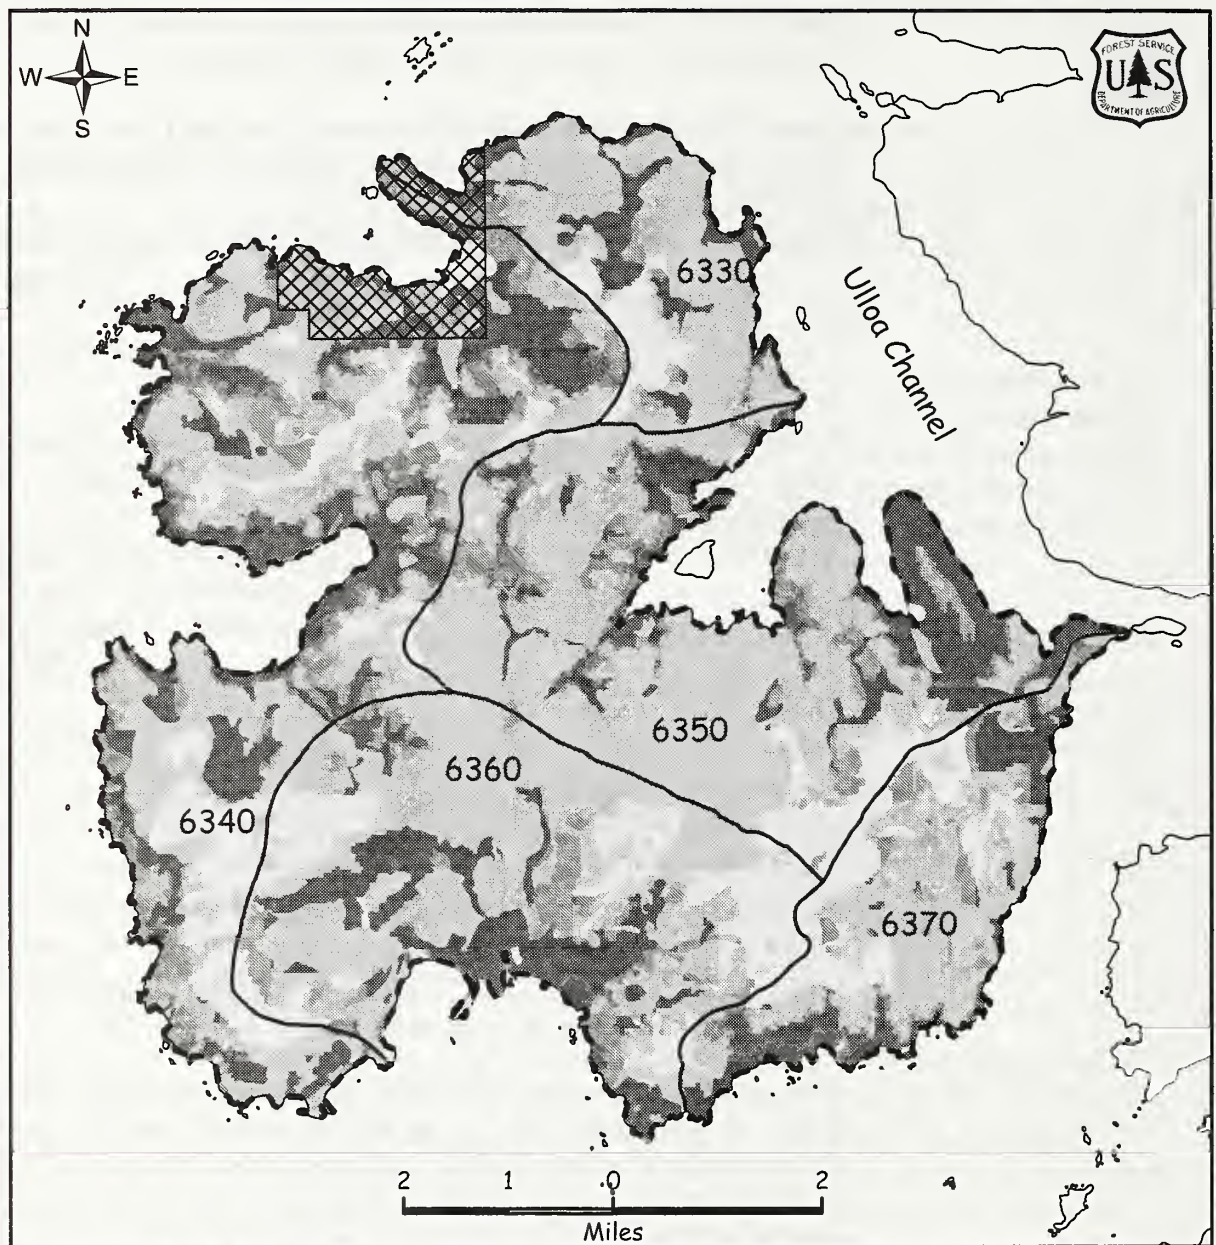 N
W E
S
FOREST SERVICE
U S
DEPARTMENT OF AGRICULTURE
6330
Ulloa Channel
6350
6360
6340
6370
2 1 0 2
Miles